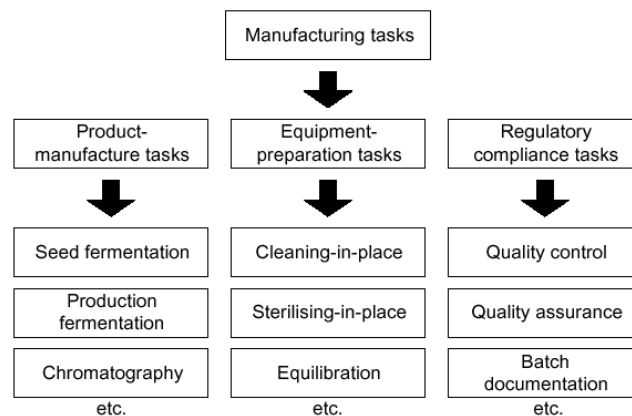 Manufacturing tasks
Product-
manufacture tasks
Equipment-
preparation tasks
Regulatory
compliance tasks
Seed fermentation
Cleaning-in-place
Quality control
Production
fermentation
Sterilising-in-place
Quality assurance
Chromatography
Equilibration
Batch
documentation
etc.
etc.
etc.